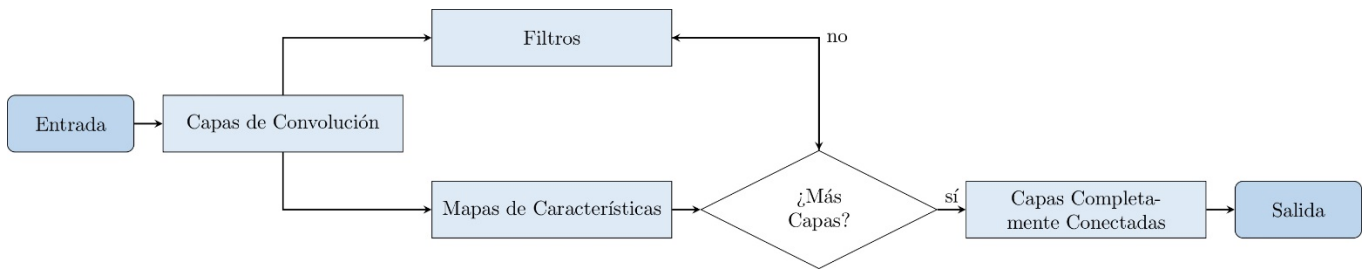 Filtros
no
Entrada
Capas de Convolución
Mapas de Características
¿Más
Capas?
sí
Capas Completa-
mente Conectadas
Salida